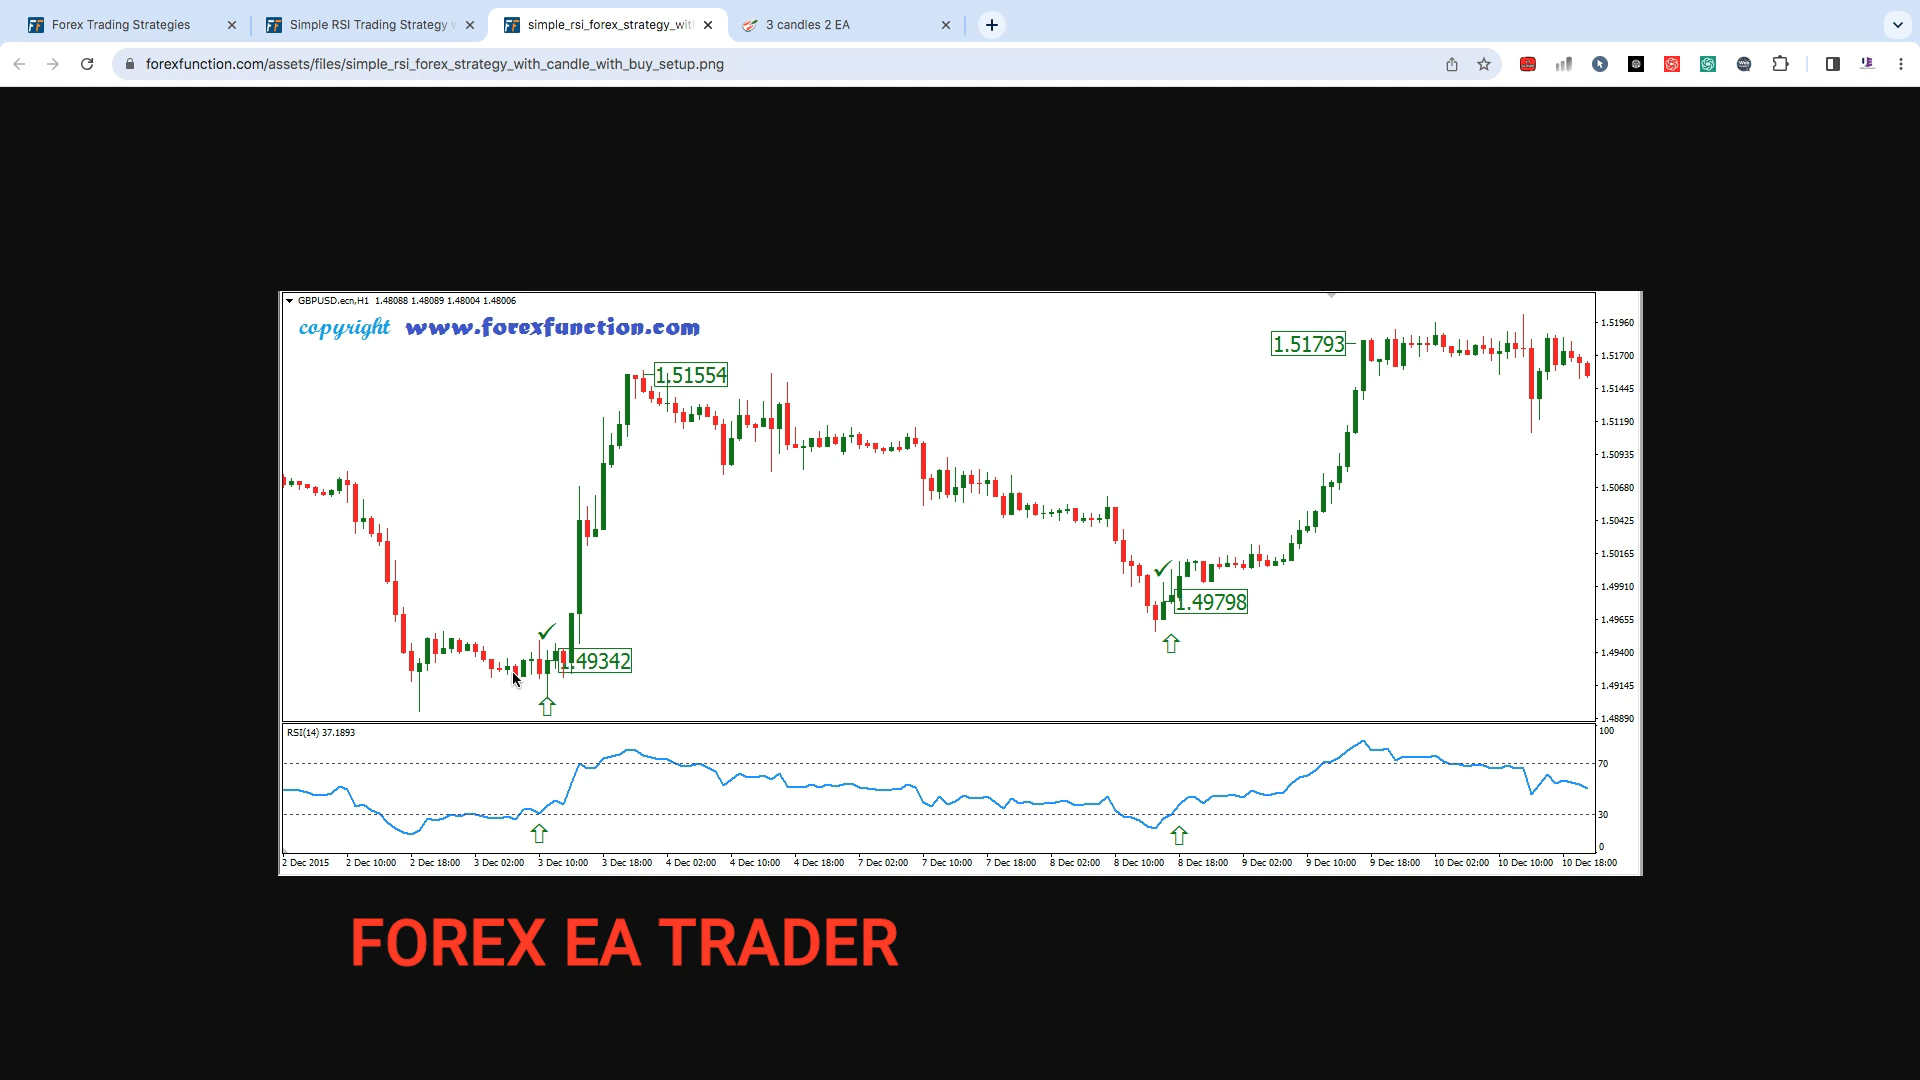 Forex Trading Strategies
Simple RSI Trading Strategy
simple_rsi_forex_strategy_wit
3 candles 2 EA
forexfunction.com/assets/files/simple_rsi_forex_strategy_with_candle_with_buy_setup.png
GBPUSD.ecn,H1 1.48088 1.48089 1.48004 1.48006
copyright www.forexfunction.com
1.51960
1.51793
1.51700
1.51554
1.51445
1.51190
1.50935
1.50680
1.50425
1.50165
1.49910
1.49798
1.49655
1.49342
1.49400
1.49145
1.48890
RSI(14) 37.1893
100
70
30
0
2 Dec 2015 2 Dec 10:00 2 Dec 18:00 3 Dec 02:00 3 Dec 10:00 3 Dec 18:00 4 Dec 02:00 4 Dec 10:00 4 Dec 18:00 7 Dec 02:00 7 Dec 10:00 7 Dec 18:00 8 Dec 02:00 8 Dec 10:00 8 Dec 18:00 9 Dec 02:00 9 Dec 10:00 9 Dec 18:00 10 Dec 02:00 10 Dec 10:00 10 Dec 18:00
FOREX EA TRADER